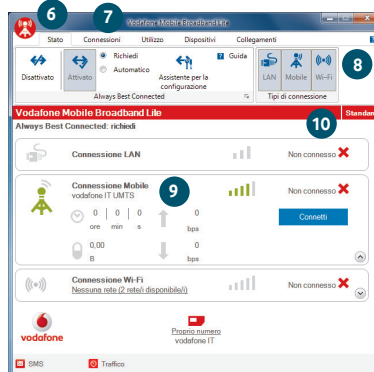 6
7
Vodafone Mobile Broadband Lite
Stato Connessioni Utilizzo Dispositivi Collegamenti
8
Disattivato
Attivato
Richiedi
Automatico
Assistente per la
configurazione
Guida
Always Best Connected
LAN
Mobile
Wi-Fi
Tipi di connessione
10
Vodafone Mobile Broadband Lite
Standar
Always Best Connected: richiedi
Connessione LAN
Non connesso
Connessione Mobile
vodafone IT UMTS
9
Non connesso
0 0 0
ore min s
0
bps
Connetti
0,00
B
0
bps
Connessione Wi-Fi
Nessuna rete (2 rete/i disponibile/i)
Non connesso
vodafone
Proprio numero
vodafone IT
SMS
Traffico